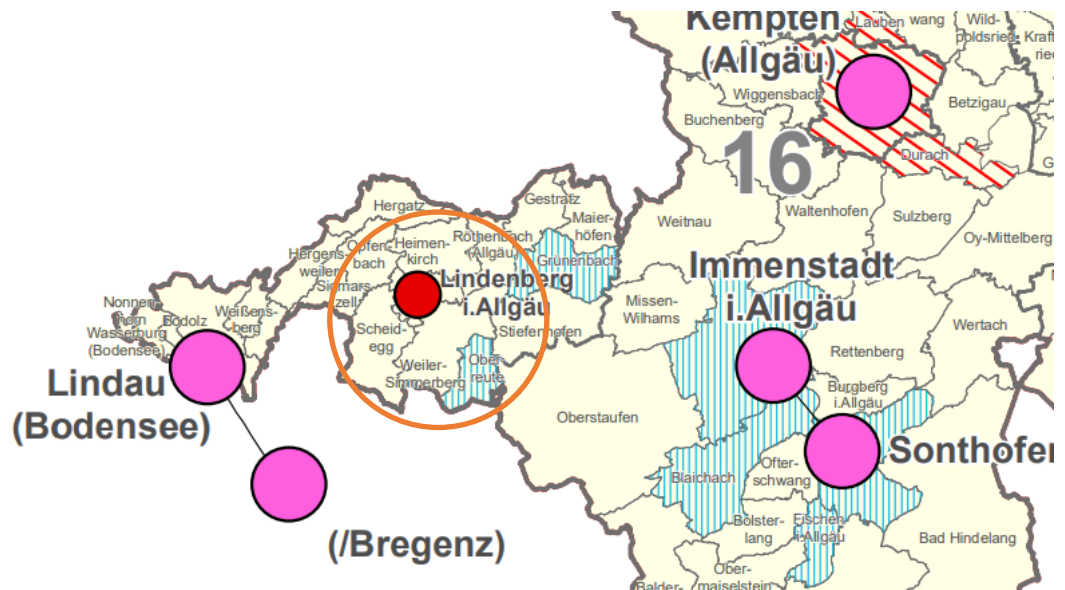 Kempten
(Allgäu)
Lauben
wang
Wild-
poldsried
Kraft
Wiggensbach
Betzigau
Buchenberg
16
Durach
Hergatz
Gestratz
Maier-
höfen
Weitnau
Waltenhofen
Sulzberg
Oy-Mittelberg
Opfen-
bach
Heimen-
kirch
Röthenbach
(Allgäu)
Grünenbach
Hergens-
weiler
Sigmars-
zell
Lindenberg
i.Allgäu
Immenstadt
i.Allgäu
Missen-
Wilhams
Nonnen-
horn
Wasserburg
(Bodensee)
Bodolz
Weißens-
berg
Scheid-
egg
Stiefenhofen
Wertach
Rettenberg
Weiler-
Simmerberg
Ober-
reute
Lindau
(Bodensee)
Burgberg
i.Allgäu
Oberstaufen
Sonthofen
Blaichach
Ofter-
schwang
Bolster-
lang
Fischen
i.Allgäu
Bad Hindelang
(/Bregenz)
Ober-
maiselstein
Balder-